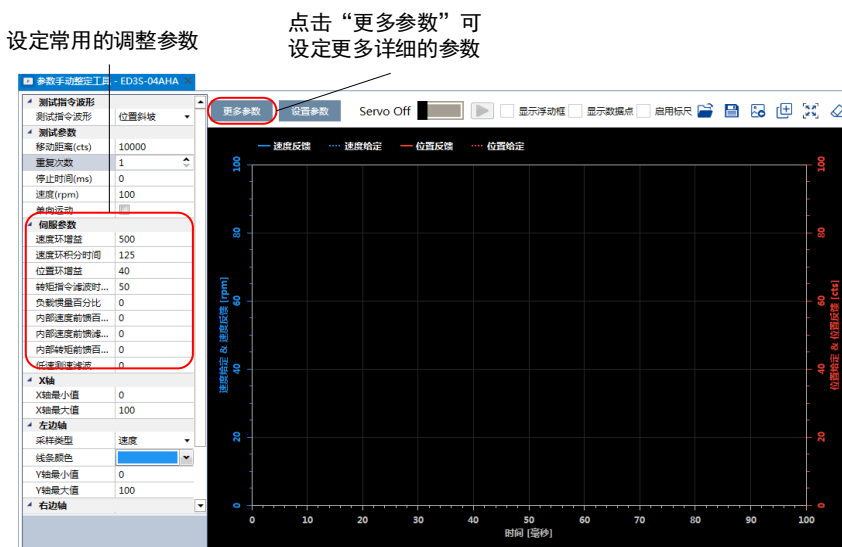 设定常用的调整参数
点击“更多参数”可
设定更多详细的参数
参数手动整定工具 - ED3S-04AHA
测试指令波形
测试指令波形 位置斜坡
测试参数
移动距离(cts) 10000
重复次数 1
停止时间(ms) 0
速度(rpm) 100
单向运动
伺服参数
速度环增益 500
速度环积分时间 125
位置环增益 40
转矩指令滤波时... 50
负载惯量百分比 0
内部速度前馈百... 0
内部速度前馈滤... 0
内部转矩前馈百... 0
低速测速滤波 0
X轴
X轴最小值 0
X轴最大值 100
左边轴
采样类型 速度
线条颜色
Y轴最小值 0
Y轴最大值 100
右边轴
更多参数 设置参数 Servo Off 显示浮动框 显示数据点 启用标尺
速度反馈 速度给定 位置反馈 位置给定
速度给定 & 速度反馈 [rpm]
100
80
60
40
20
0
位置给定 & 位置反馈 [cts]
100
80
60
40
20
0
0 10 20 30 40 50 60 70 80 90 100
时间 [毫秒]